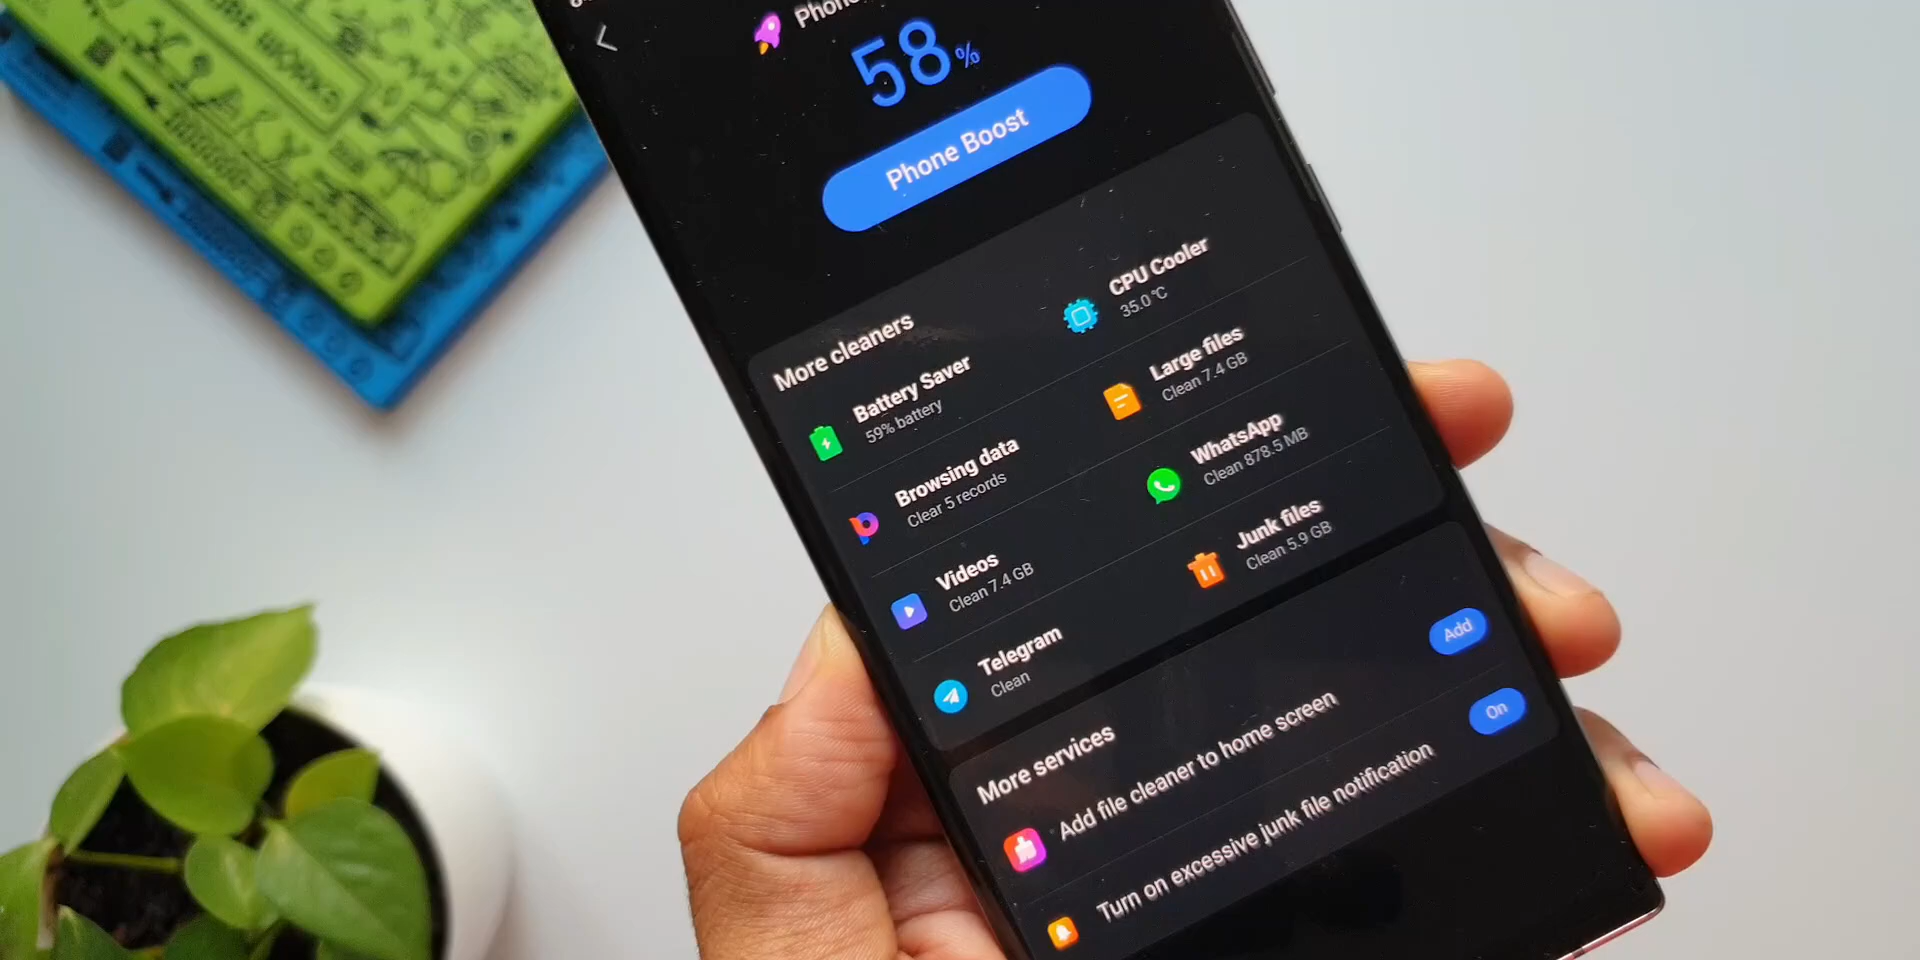 Phone
58%
Phone Boost
More cleaners
Battery Saver
59% battery
CPU Cooler
35.0 °C
Browsing data
Clear 5 records
Large files
Clean 7.4 GB
Videos
Clean 7.4 GB
WhatsApp
Clean 878.5 MB
Telegram
Clean
Junk files
Clean 5.9 GB
More services
Add file cleaner to home screen
Add
Turn on excessive junk file notification
On